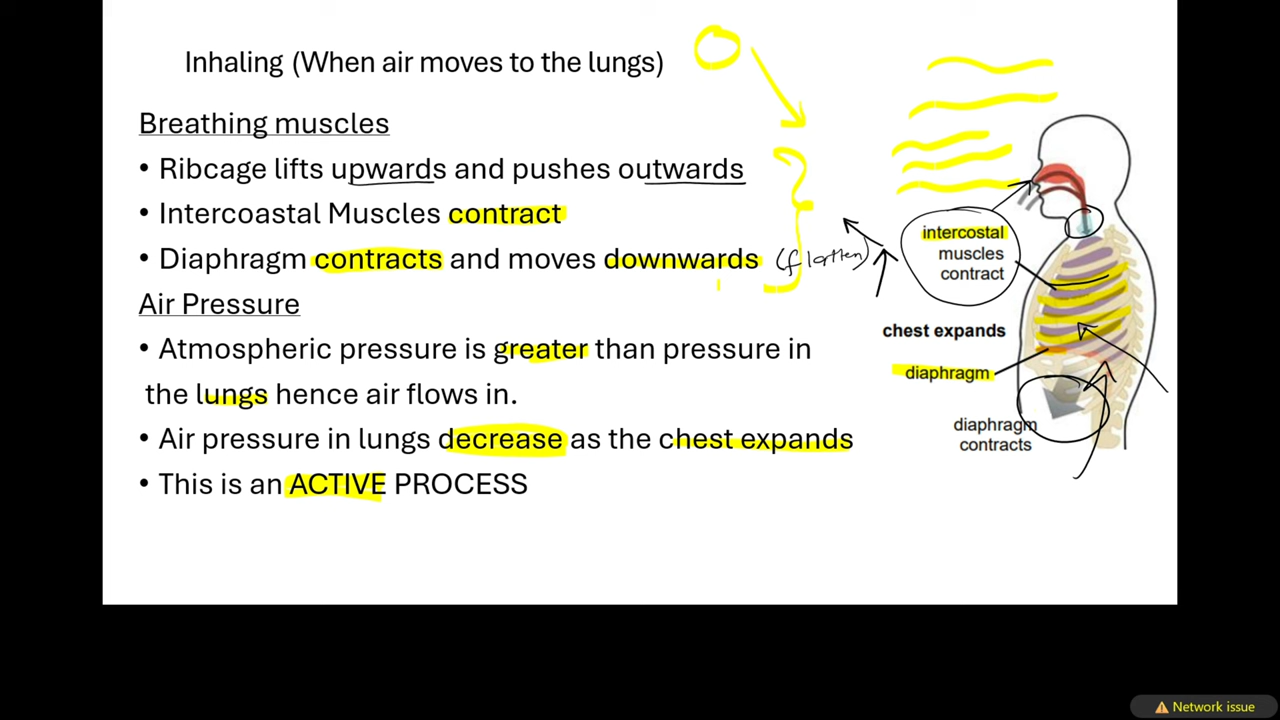 Inhaling (When air moves to the lungs)
Breathing muscles
• Ribcage lifts upwards and pushes outwards
• Intercoastal Muscles contract
• Diaphragm contracts and moves downwards (flatten)
Air Pressure
• Atmospheric pressure is greater than pressure in
the lungs hence air flows in.
• Air pressure in lungs decrease as the chest expands
• This is an ACTIVE PROCESS
intercostal
muscles
contract
chest expands
diaphragm
diaphragm
contracts
Network issue